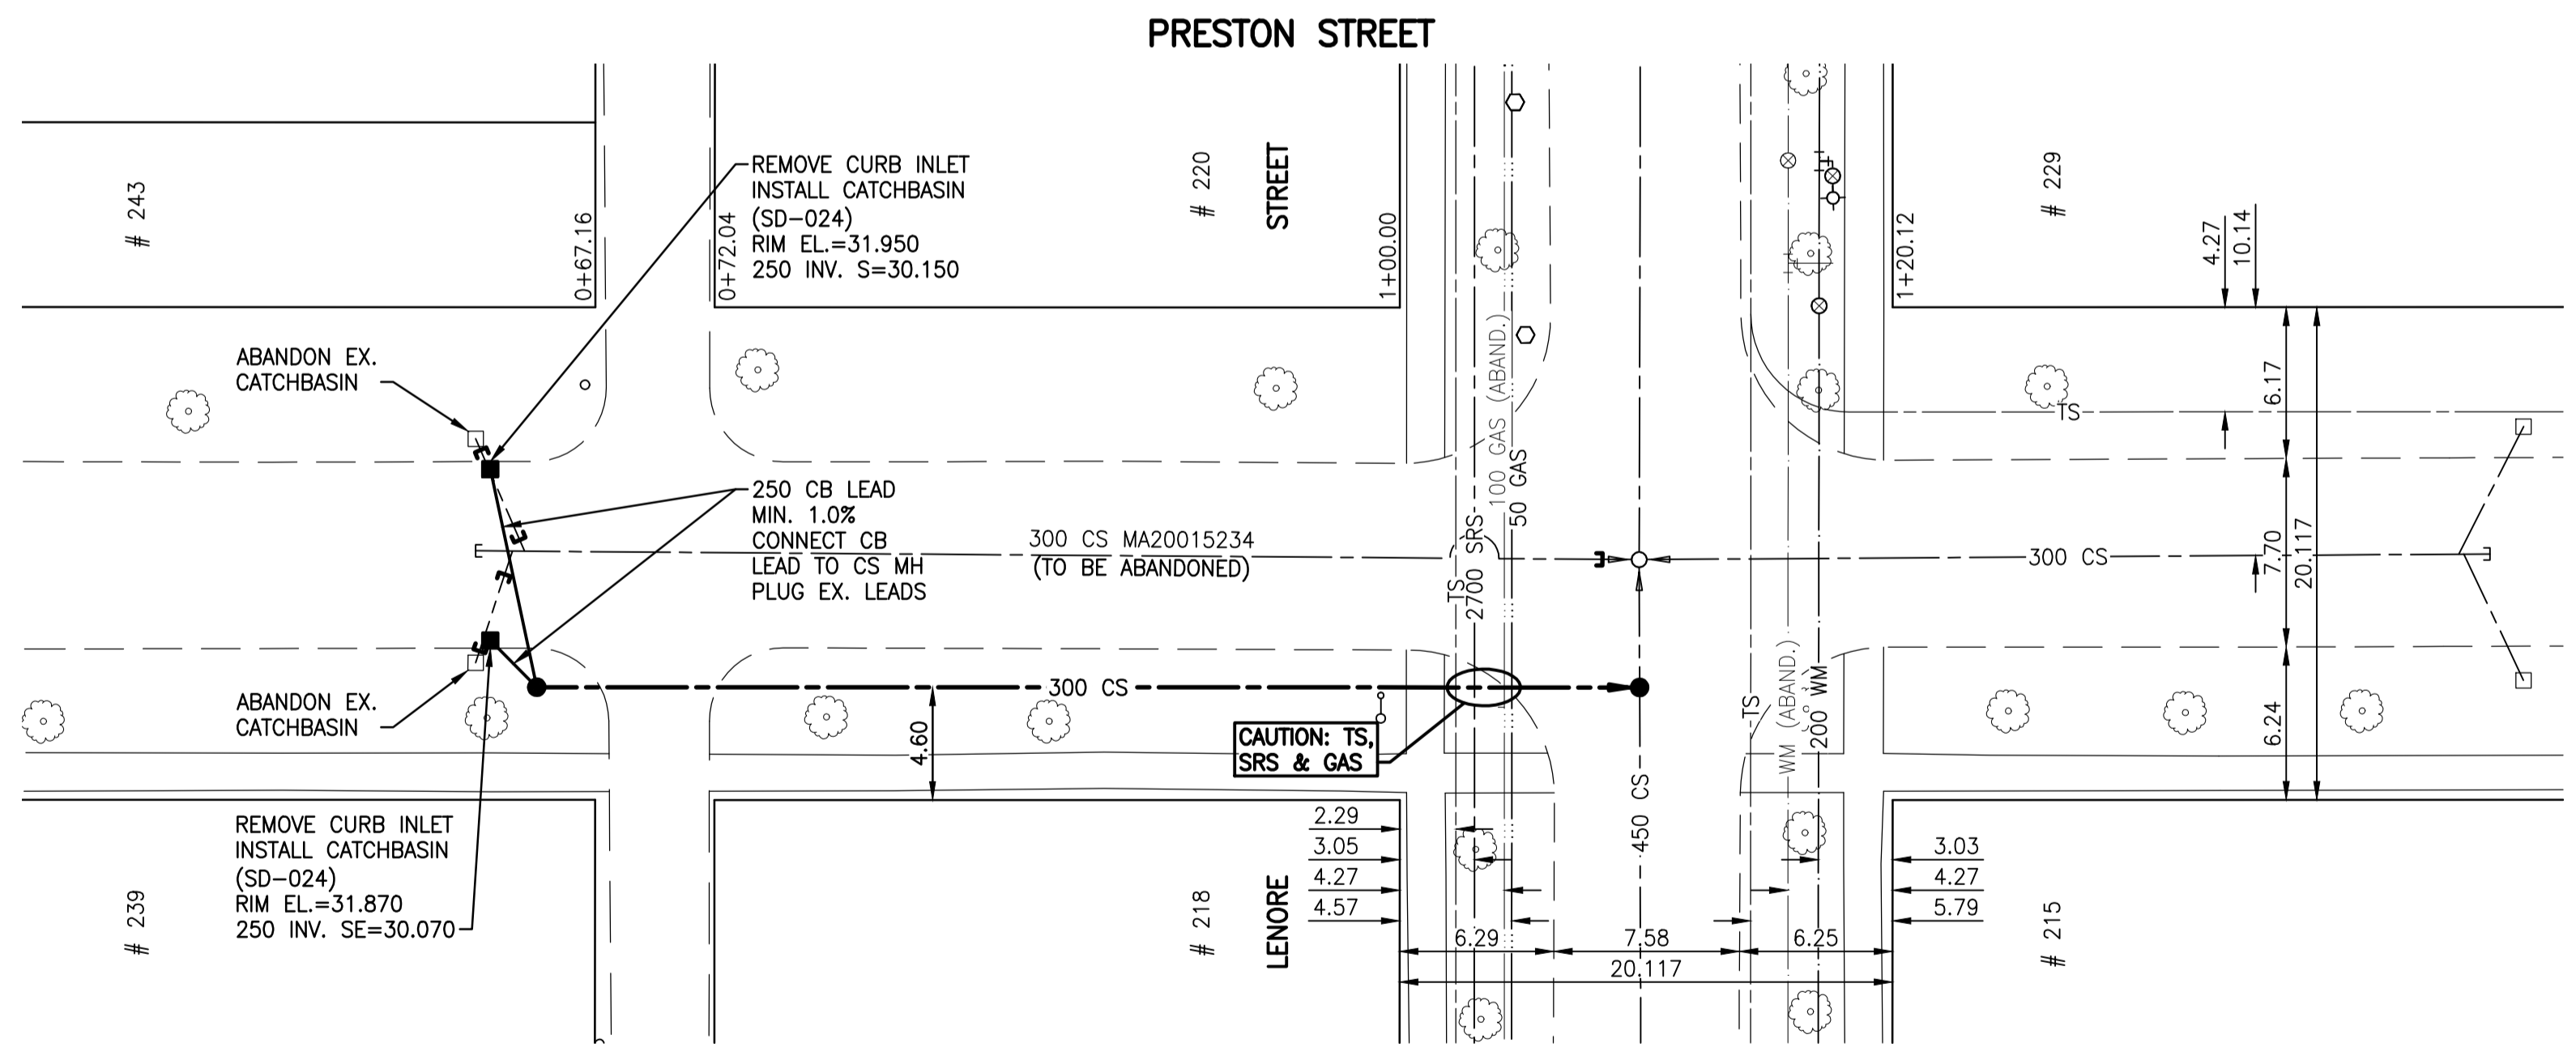 PRESTON STREET
# 243
0+67.16
0+72.04
REMOVE CURB INLET
INSTALL CATCHBASIN
(SD-024)
RIM EL.=31.950
250 INV. S=30.150
# 220
STREET
1+00.00
1+20.12
# 229
4.27
10.14
ABANDON EX.
CATCHBASIN
100 GAS (ABAND.)
50 GAS
TS
6.17
250 CB LEAD
MIN. 1.0%
CONNECT CB
LEAD TO CS MH
PLUG EX. LEADS
300 CS MA20015234
(TO BE ABANDONED)
TS
2700 SRS
300 CS
7.70
20.117
ABANDON EX.
CATCHBASIN
300 CS
4.60
CAUTION: TS,
SRS & GAS
TS
WM (ABAND.)
200 WM
6.24
450 CS
REMOVE CURB INLET
INSTALL CATCHBASIN
(SD-024)
RIM EL.=31.870
250 INV. SE=30.070
# 239
# 218
LENORE
2.29
3.05
4.27
4.57
3.03
4.27
5.79
6.29
7.58
6.25
20.117
# 215